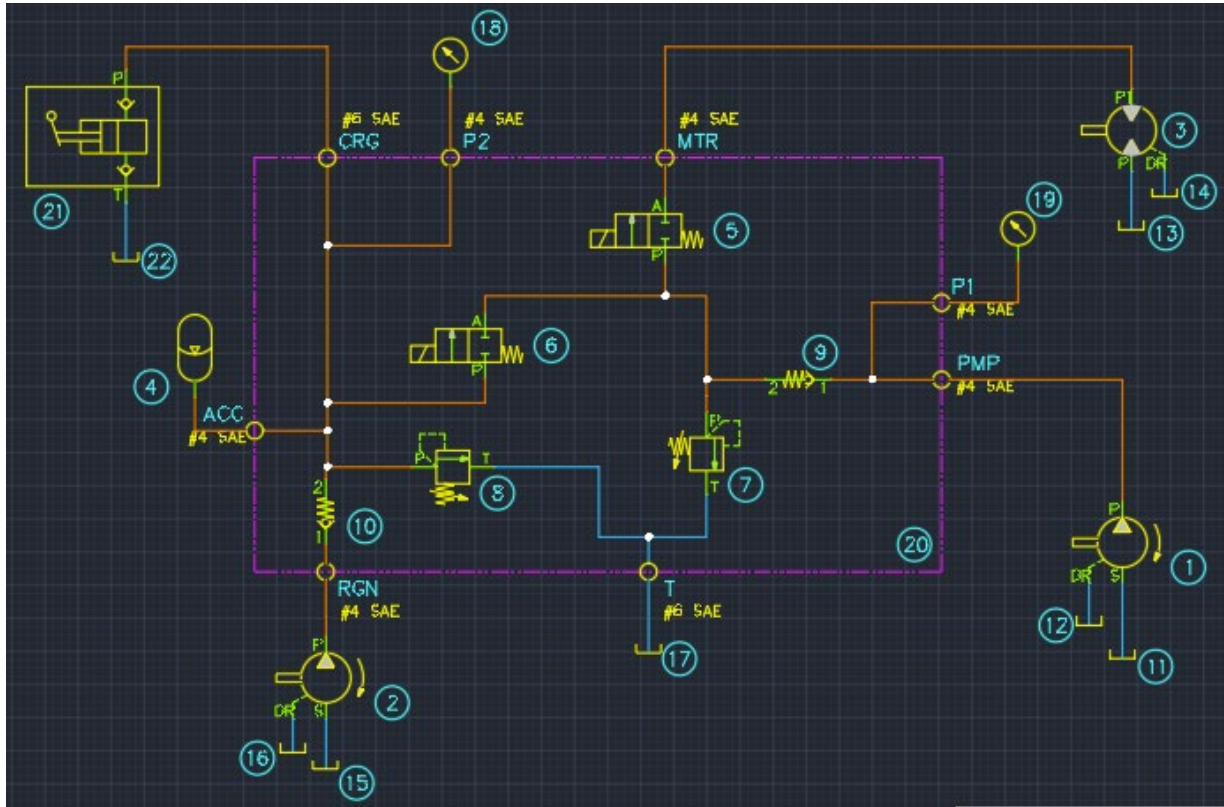 18
P
#6 SAE
#4 SAE
#4 SAE
CRG
P2
MTR
P1
3
P
DR
14
T
21
A
5
19
13
22
P
P1
#4 SAE
A
6
9
P
2
1
PMP
#4 SAE
4
ACC
#4 SAE
P
P
T
8
T
7
2
10
1
20
P
RGN
#4 SAE
T
#6 SAE
DR
S
1
12
17
11
P
DR
S
2
16
15